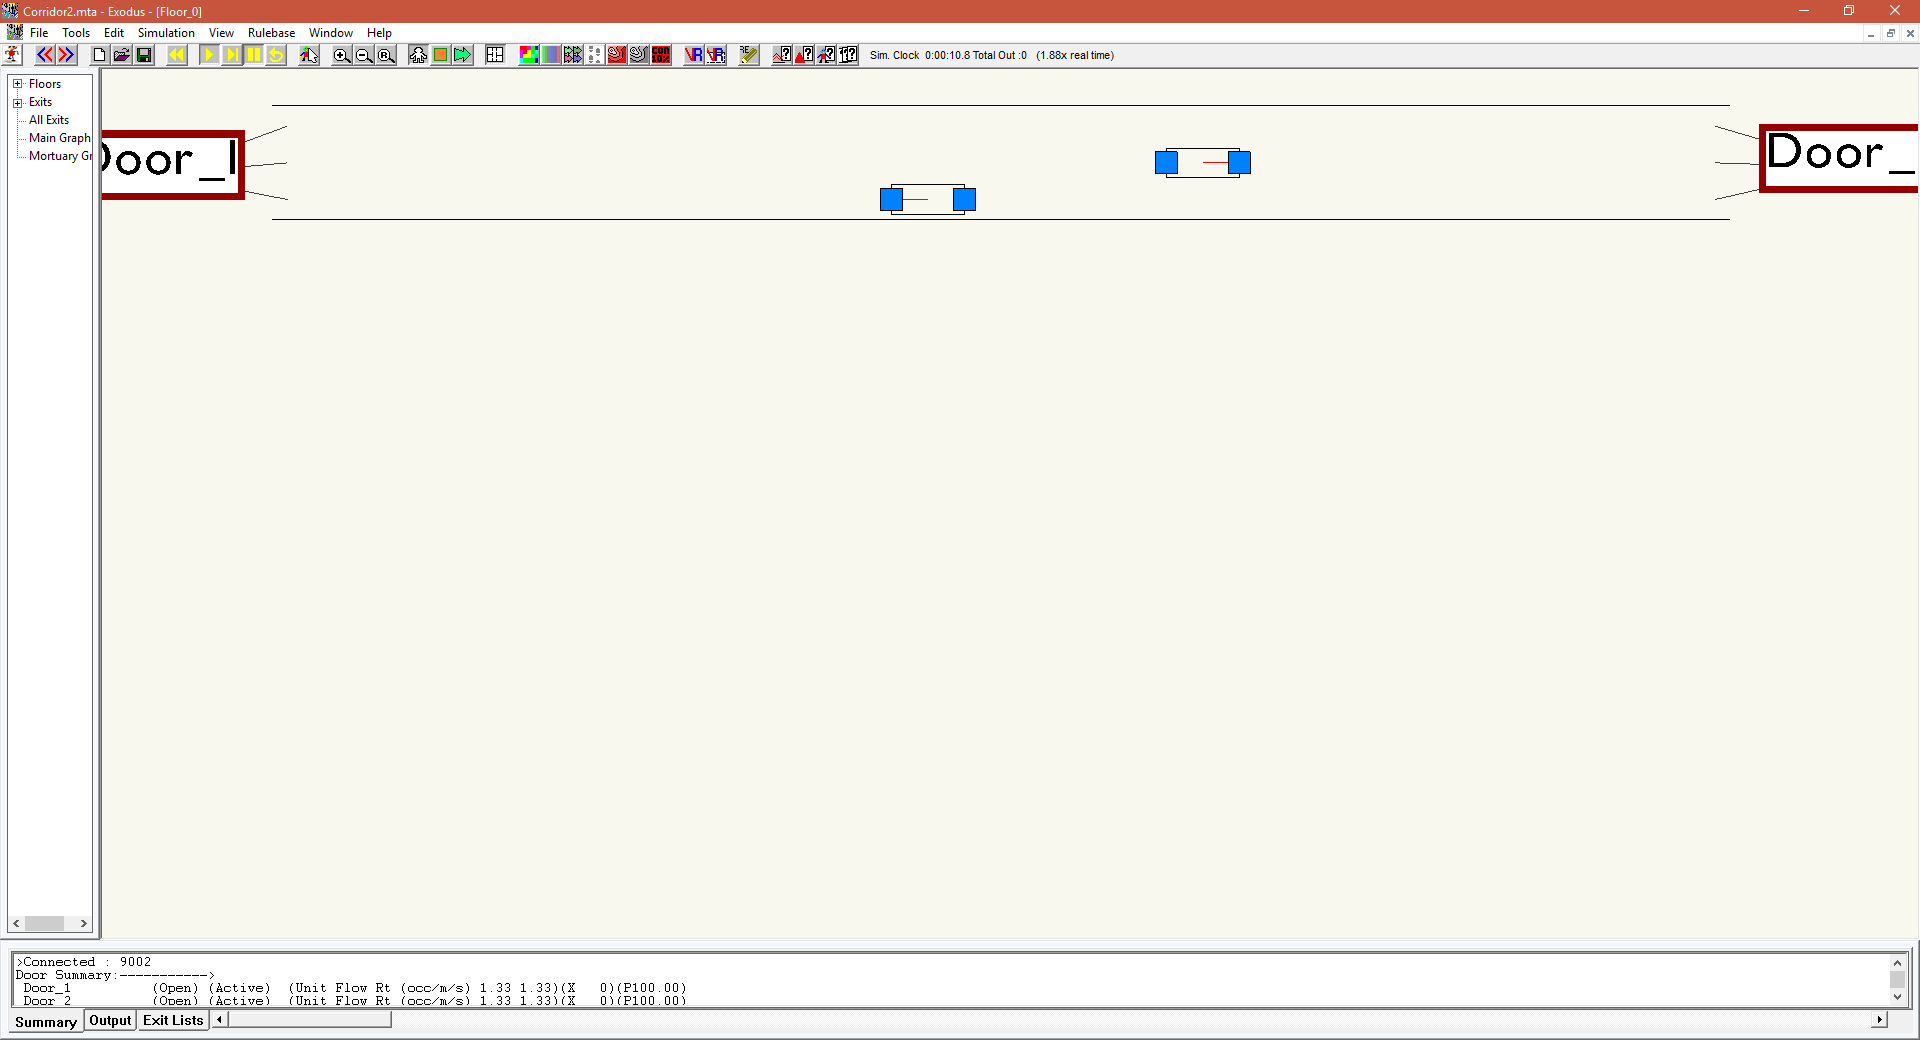 Corridor2.mta - Exodus - [Floor_0]
File Tools Edit Simulation View Rulebase Window Help
VR VR Sim. Clock 0:00:10.8 Total Out :0 (1.88x real time)
Floors
Exits
All Exits
Main Graph
Mortuary Gr
Door_1
Door_
>Connected : 9002
Door Summary:----------->
Door_1 (Open) (Active) (Unit Flow Rt (occ/m/s) 1.33 1.33)(X 0)(P100.00)
Door_2 (Open) (Active) (Unit Flow Rt (occ/m/s) 1.33 1.33)(X 0)(P100.00)
Summary Output Exit Lists